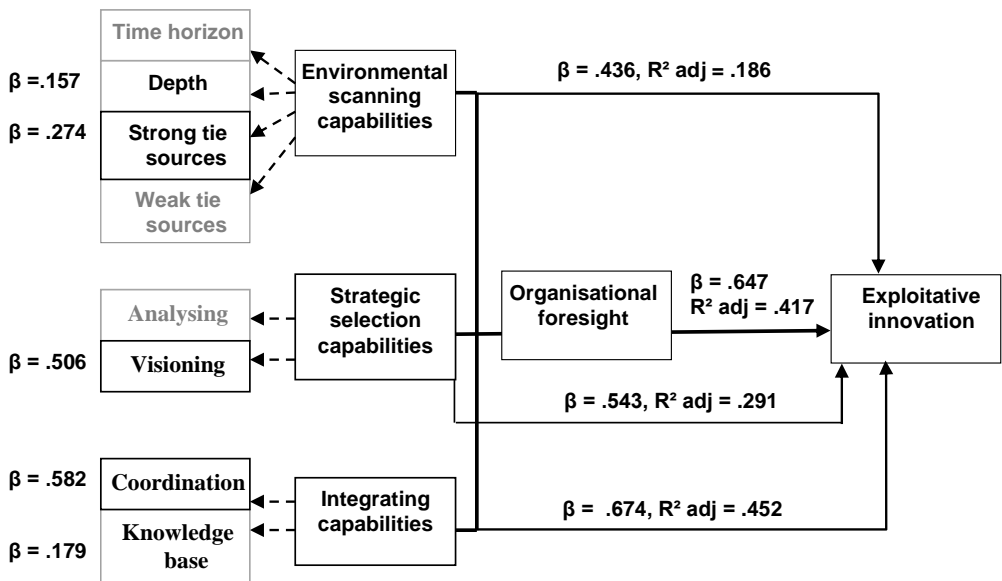 Time horizon
β =.157
Depth
β = .274
Strong tie
sources
Weak tie
sources
Environmental
scanning
capabilities
β = .436, R² adj = .186
Analysing
β = .506
Visioning
Strategic
selection
capabilities
Organisational
foresight
β = .647
R² adj = .417
Exploitative
innovation
β = .543, R² adj = .291
β = .582
Coordination
β = .179
Knowledge
base
Integrating
capabilities
β = .674, R² adj = .452